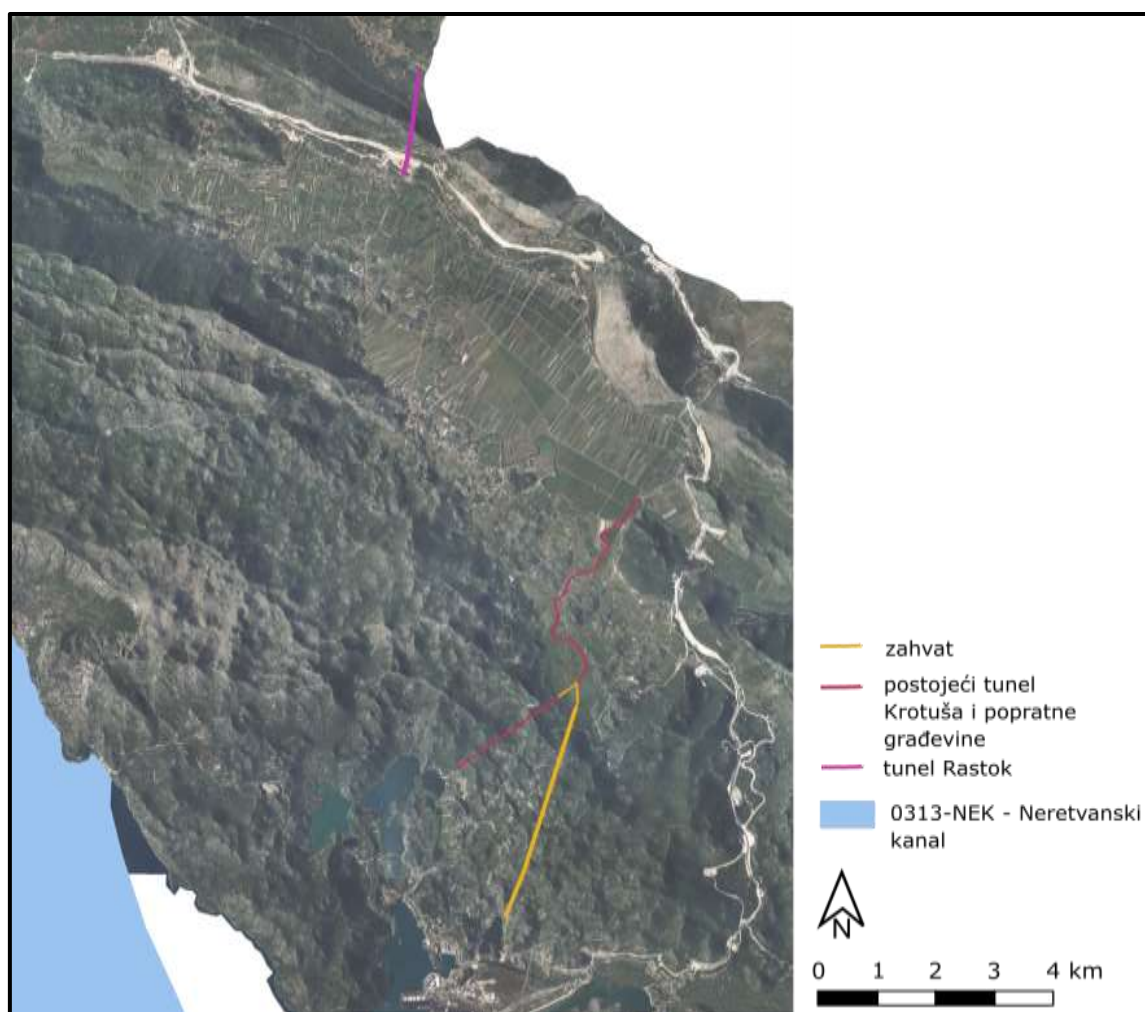 zahvat
postojeći tunel
Krotuša i popratne
građevine
tunel Rastok
0313-NEK - Neretvanski
kanal
N
0 1 2 3 4 km